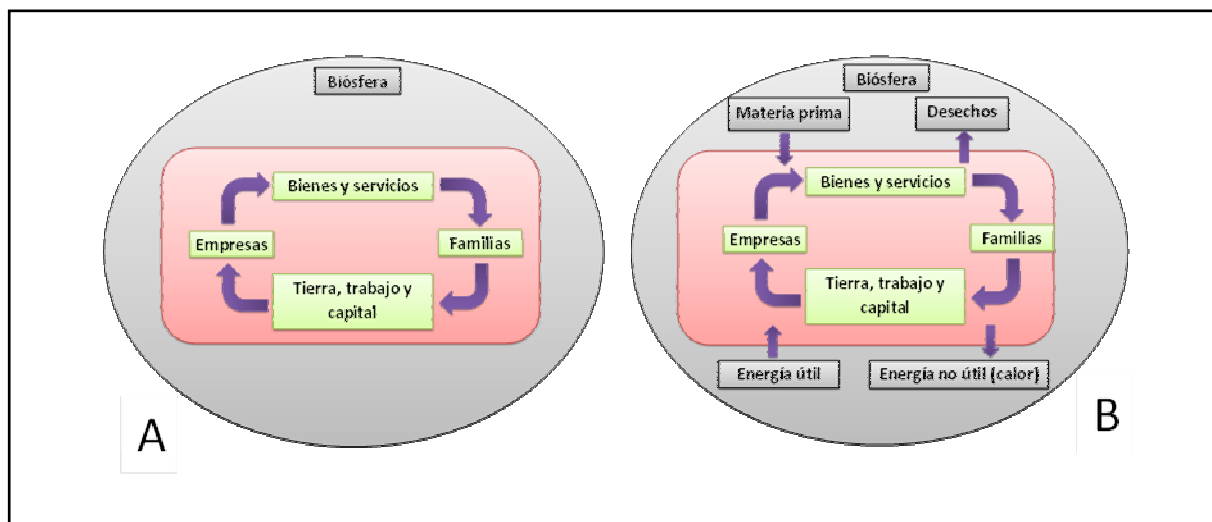 Biósfera
Bienes y servicios
Empresas
Familias
Tierra, trabajo y
capital
A
Biósfera
Materia prima
Desechos
Bienes y servicios
Empresas
Familias
Tierra, trabajo y
capital
Energía útil
Energía no útil (calor)
B